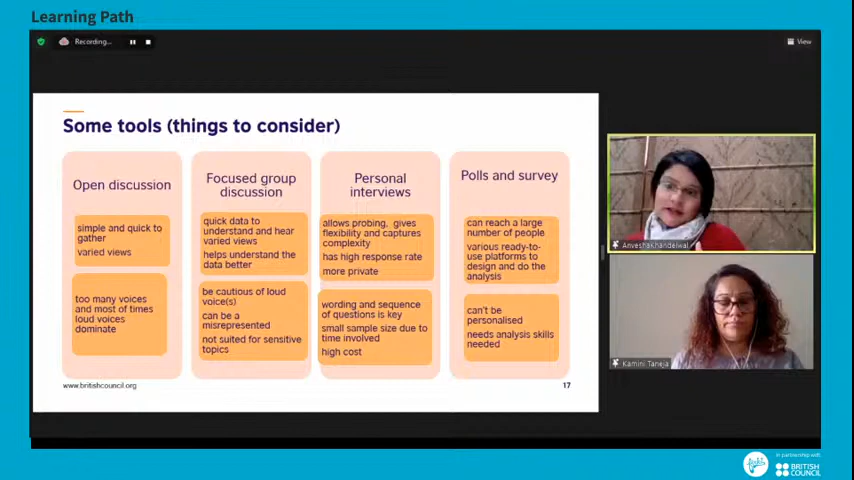 Learning Path
Recording...
View
Some tools (things to consider)
Open discussion
simple and quick to
gather
varied views
too many voices
and most of times
loud voices
dominate
Focused group
discussion
quick data to
understand and hear
varied views
helps understand the
data better
be cautious of loud
voice(s)
can be a
misrepresented
not suited for sensitive
topics
Personal
interviews
allows probing, gives
flexibility and captures
complexity
has high response rate
more private
wording and sequence
of questions is key
small sample size due to
time involved
high cost
Polls and survey
can reach a large
number of people
various ready-to-
use platforms to
design and do the
analysis
can't be
personalised
needs analysis skills
needed
www.britishcouncil.org
17
AnveshaKhandelwal
Kamini Taneja
in partnership with
BRITISH
COUNCIL